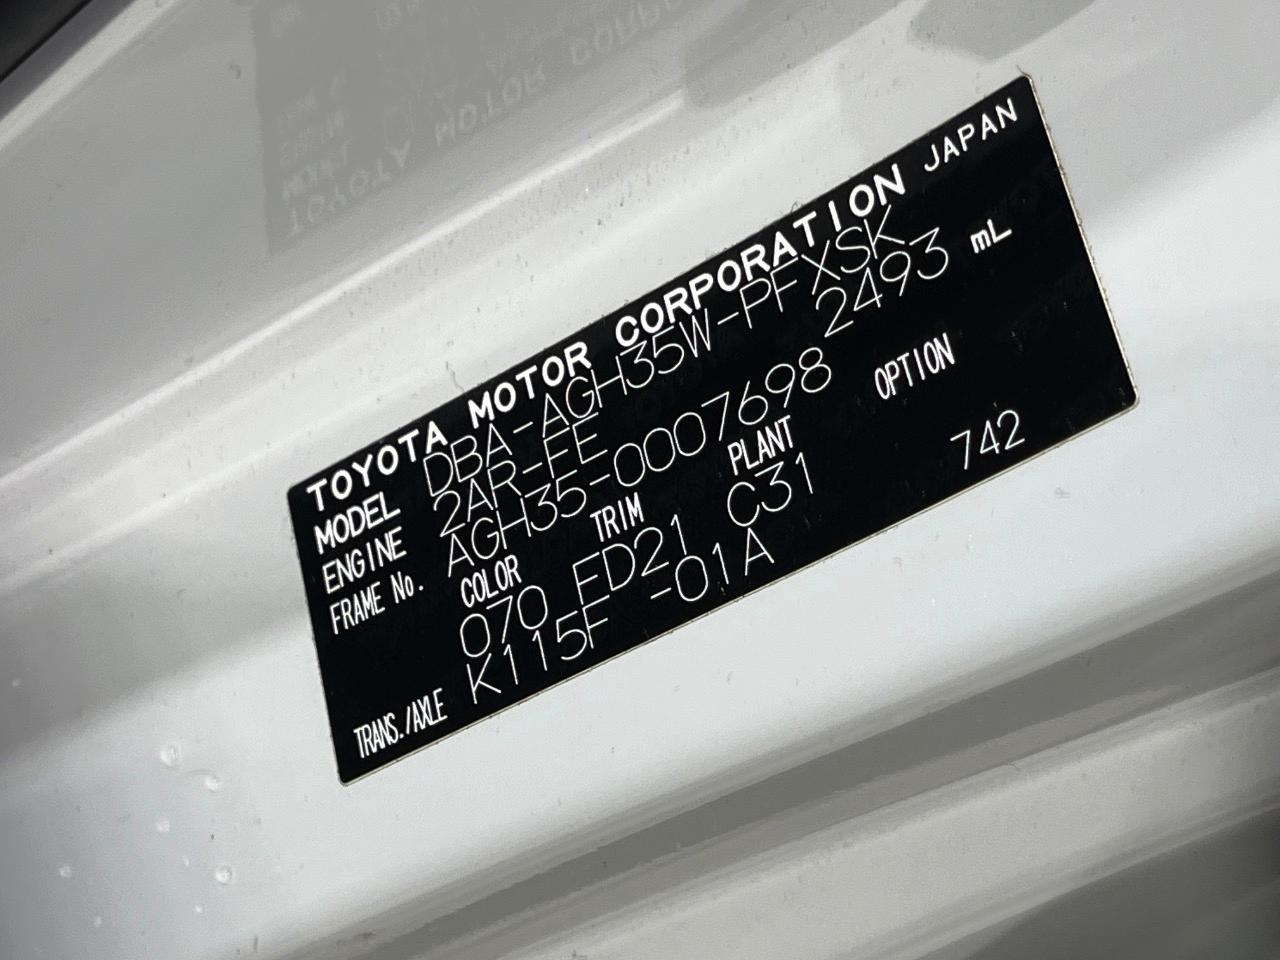 TOYOTA MOTOR CORPORATION JAPAN
MODEL DBA-AGH35W-PFXSK
ENGINE 2AR-FE 2493 mL
FRAME No. AGH35-0007698
COLOR TRIM PLANT OPTION
070 FD21 C31 742
TRANS./AXLE K115F -01A